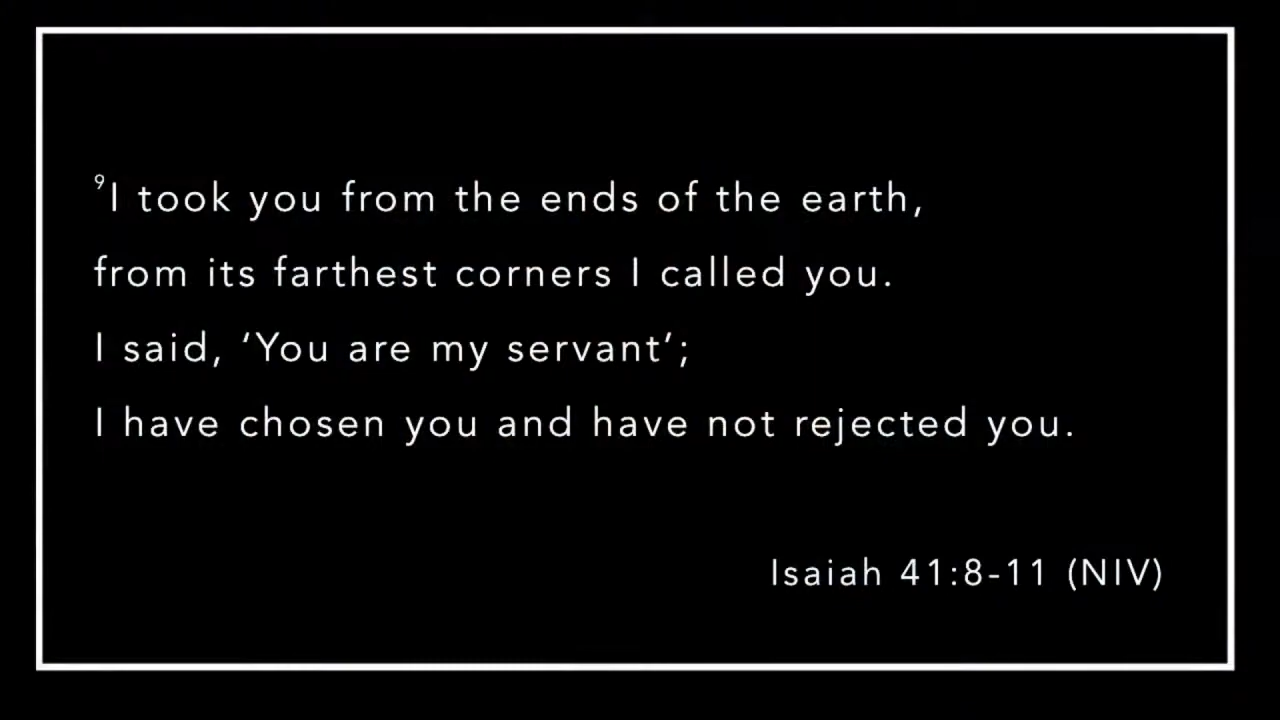 ⁹I took you from the ends of the earth,
from its farthest corners I called you.
I said, ‘You are my servant’;
I have chosen you and have not rejected you.
Isaiah 41:8-11 (NIV)